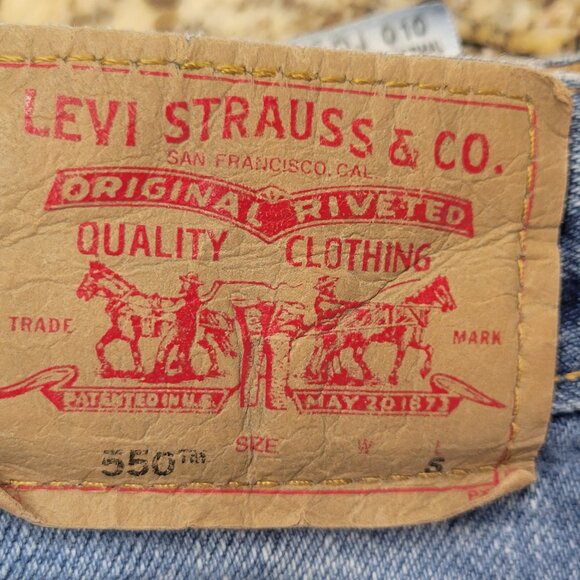 010
LEVI STRAUSS & CO.
SAN FRANCISCO, CAL
ORIGINAL RIVETED
QUALITY CLOTHING
TRADE MARK
PATENTED IN U.S. MAY 20 1873
SIZE W L
550™ S